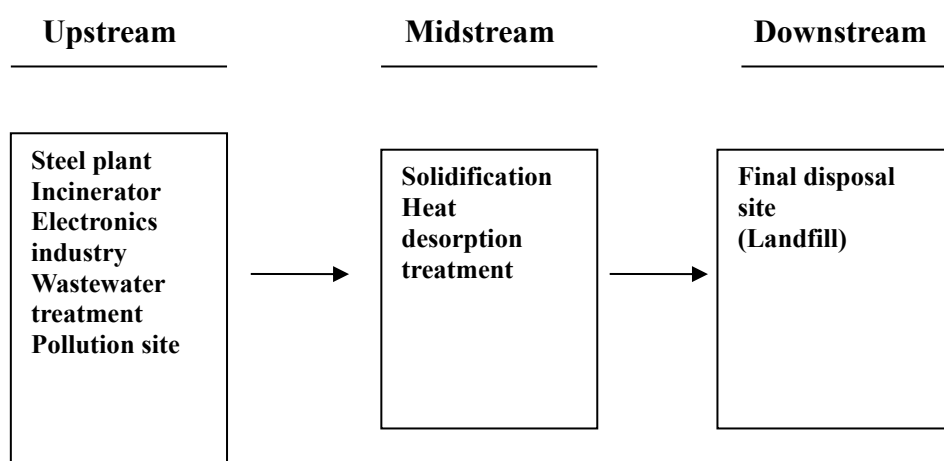 Upstream
Midstream
Downstream
Steel plant
Incinerator
Electronics
industry
Wastewater
treatment
Pollution site
Solidification
Heat
desorption
treatment
Final disposal
site
(Landfill)